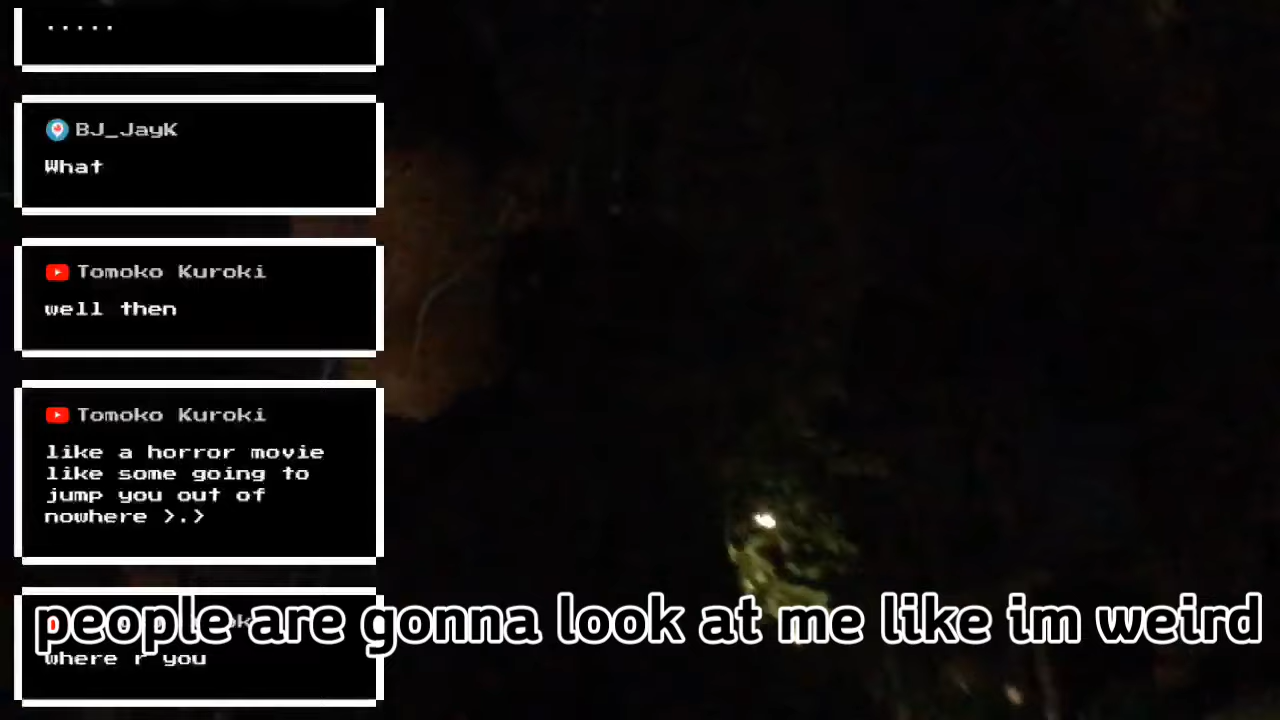 .....
BJ_JayK
What
Tomoko Kuroki
well then
Tomoko Kuroki
like a horror movie
like some going to
jump you out of
nowhere >.>
people are gonna look at me like im weird
where r you